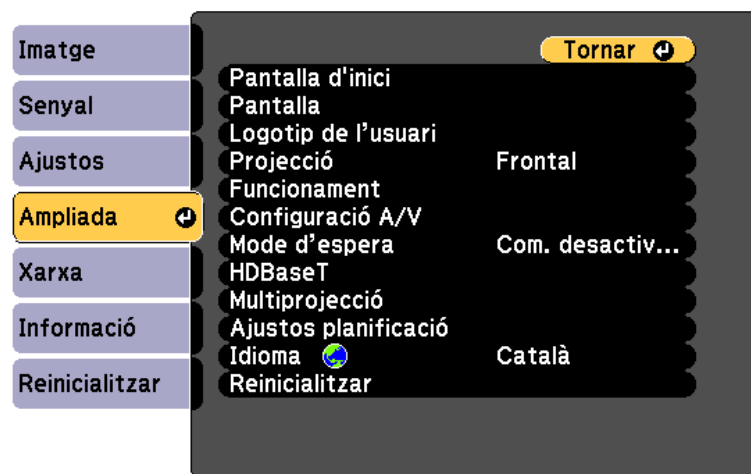 Imatge
Senyal
Ajustos
Ampliada
Xarxa
Informació
Reinicialitzar
Tornar
Pantalla d'inici
Pantalla
Logotip de l’usuari
Projecció Frontal
Funcionament
Configuració A/V
Mode d’espera Com. desactiv...
HDBaseT
Multiprojecció
Ajustos planificació
Idioma Català
Reinicialitzar